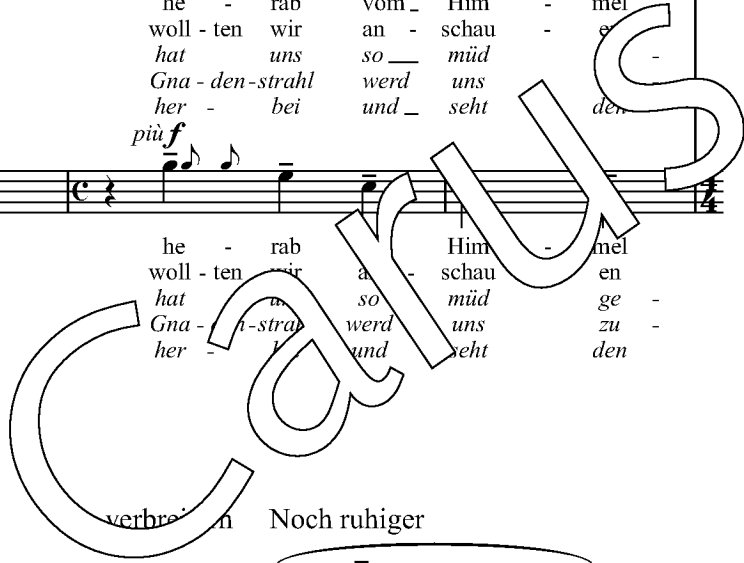 he - rab vom _ Him - mel
woll - ten wir an - schau - en
hat uns so __ müd -
Gna - den - strahl werd uns
her - bei und _ seht den
più f
he - rab Him - mel
woll - ten wir - schau en
hat so müd ge -
Gna - werd uns zu -
her - und seht den
Noch ruhiger
Carus